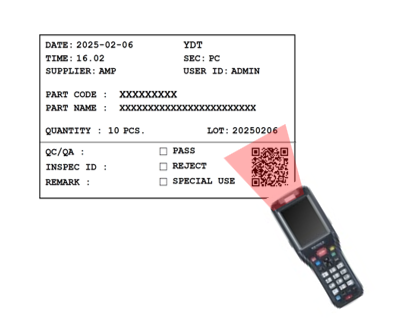 DATE: 2025-02-06 YDT
TIME: 16.02 SEC: PC
SUPPLIER: AMP USER ID: ADMIN
PART CODE : XXXXXXXXX
PART NAME : XXXXXXXXXXXXXXXXXXXXXXXX
QUANTITY : 10 PCS. LOT: 20250206
QC/QA : PASS
INSPEC ID : REJECT
REMARK : SPECIAL USE